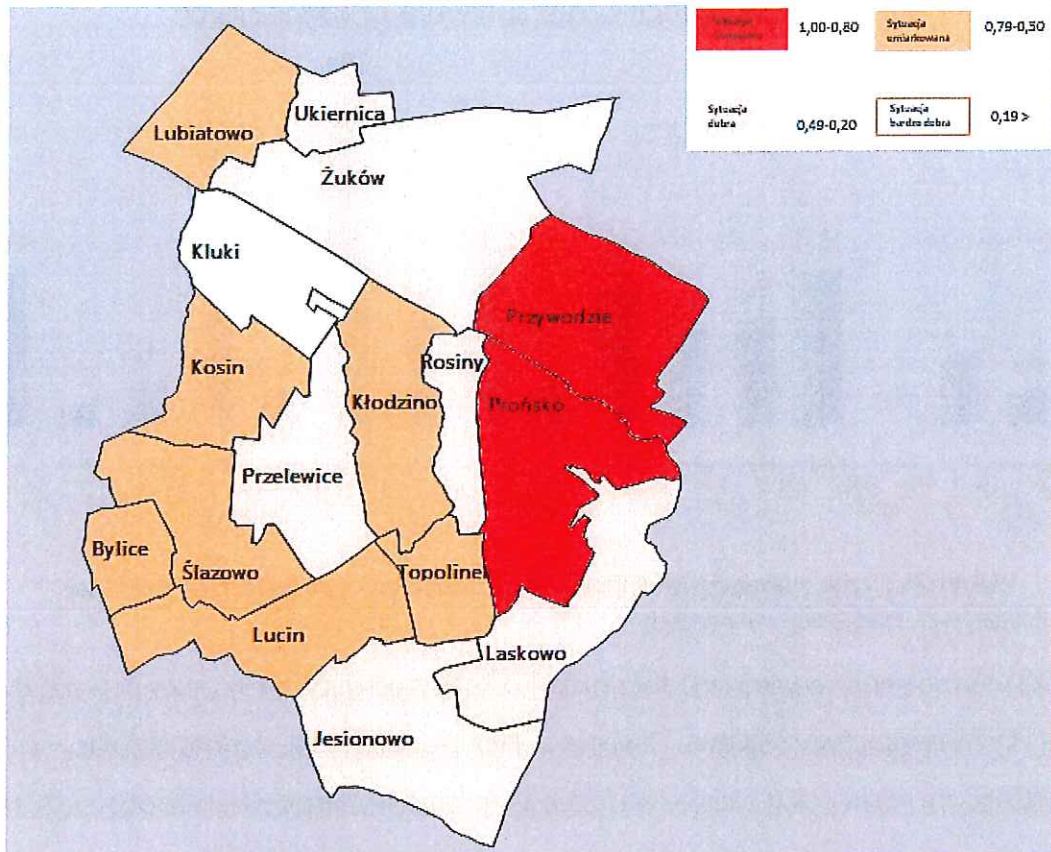 1,00-0,80
Sytuacja
umiarkowana
0,79-0,50
Sytuacja
dobra
0,49-0,20
Sytuacja
bardzo dobra
0,19 >
Ukiernica
Lubiatowo
Żuków
Kluki
Przywodzie
Rosiny
Kosin
Kłodzino
Płońsko
Przelewice
Bylice
Ślazowo
Topolinek
Lucin
Laskowo
Jesionowo